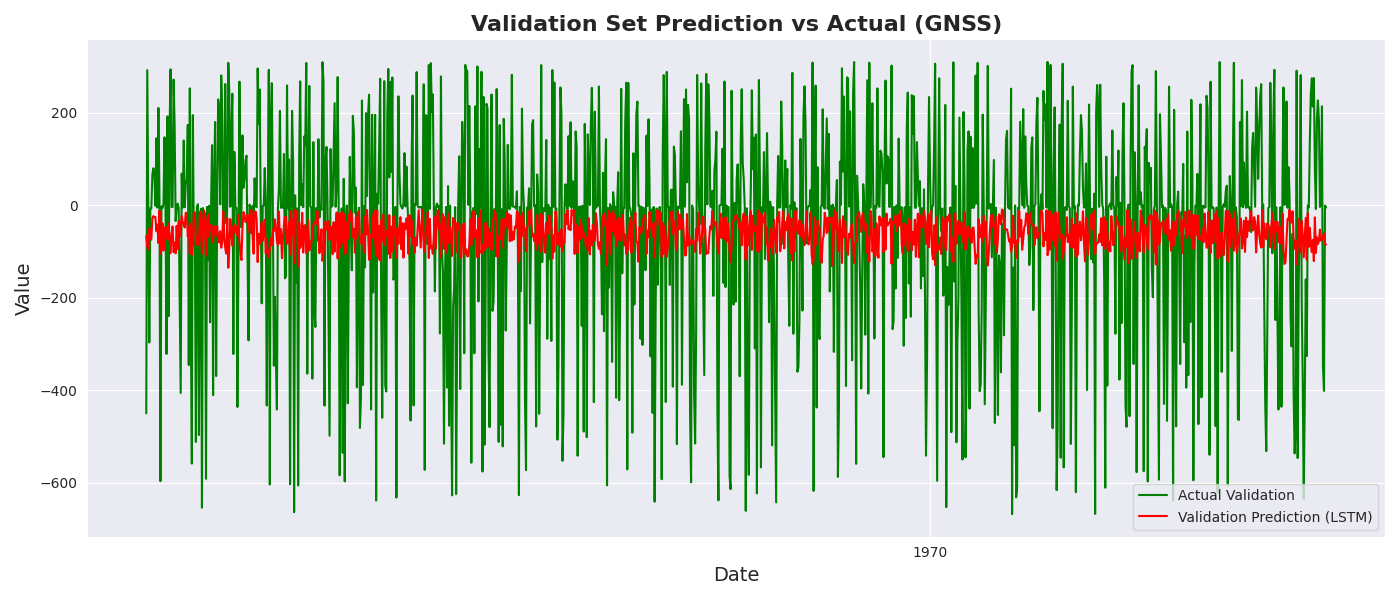 Validation Set Prediction vs Actual (GNSS)
Value
200
0
−200
−400
−600
Actual Validation
Validation Prediction (LSTM)
1970
Date